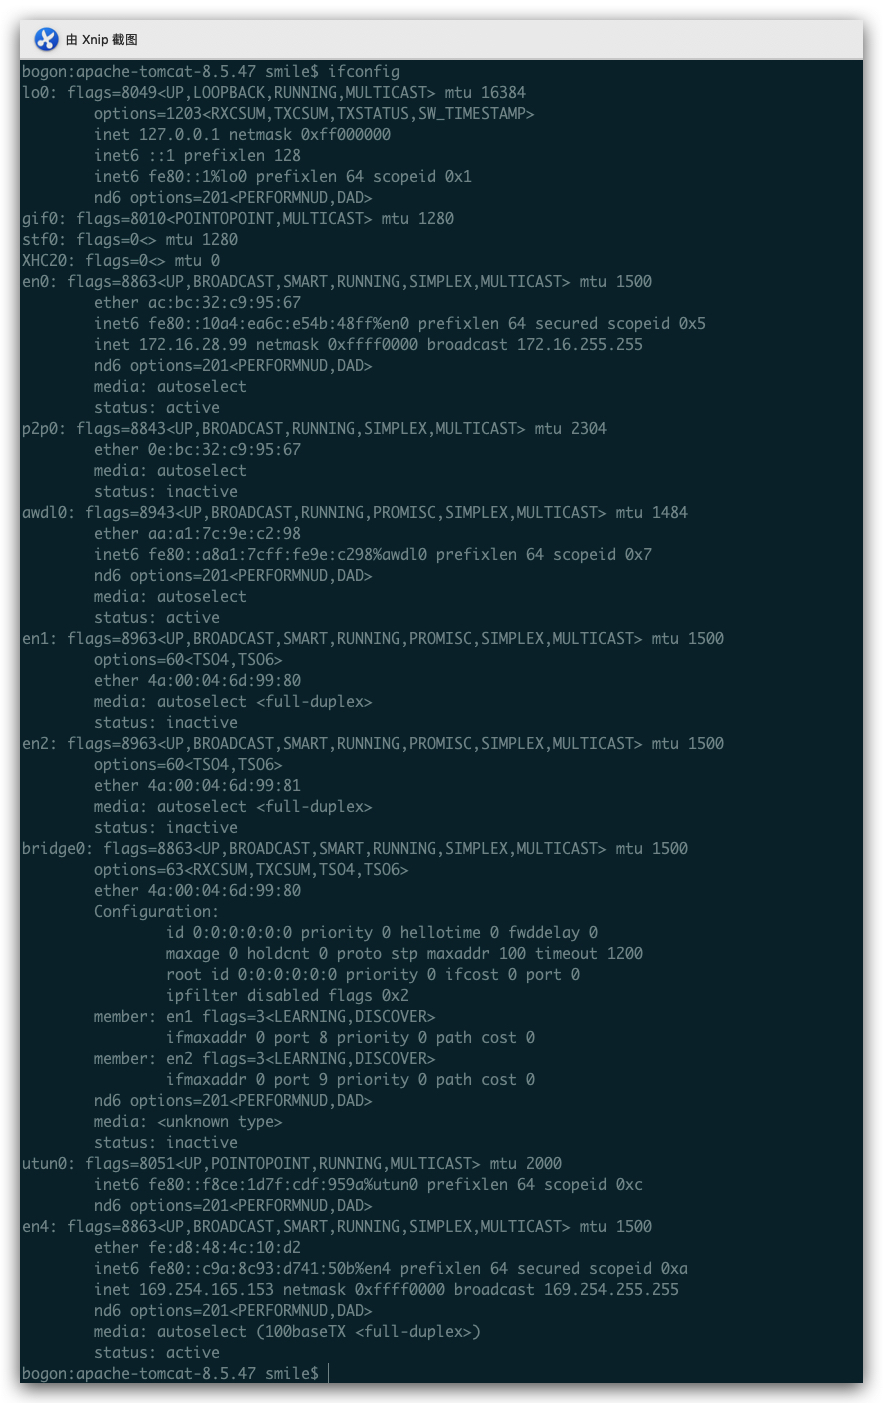 由 Xnip 截图
bogon:apache-tomcat-8.5.47 smile$ ifconfig
lo0: flags=8049<UP,LOOPBACK,RUNNING,MULTICAST> mtu 16384
options=1203<RXCSUM,TXCSUM,TXSTATUS,SW_TIMESTAMP>
inet 127.0.0.1 netmask 0xff000000
inet6 ::1 prefixlen 128
inet6 fe80::1%lo0 prefixlen 64 scopeid 0x1
nd6 options=201<PERFORMNUD,DAD>
gif0: flags=8010<POINTOPOINT,MULTICAST> mtu 1280
stf0: flags=0<> mtu 1280
XHC20: flags=0<> mtu 0
en0: flags=8863<UP,BROADCAST,SMART,RUNNING,SIMPLEX,MULTICAST> mtu 1500
ether ac:bc:32:c9:95:67
inet6 fe80::10a4:ea6c:e54b:48ff%en0 prefixlen 64 secured scopeid 0x5
inet 172.16.28.99 netmask 0xffff0000 broadcast 172.16.255.255
nd6 options=201<PERFORMNUD,DAD>
media: autoselect
status: active
p2p0: flags=8843<UP,BROADCAST,RUNNING,SIMPLEX,MULTICAST> mtu 2304
ether 0e:bc:32:c9:95:67
media: autoselect
status: inactive
awdl0: flags=8943<UP,BROADCAST,RUNNING,PROMISC,SIMPLEX,MULTICAST> mtu 1484
ether aa:a1:7c:9e:c2:98
inet6 fe80::a8a1:7cff:fe9e:c298%awdl0 prefixlen 64 scopeid 0x7
nd6 options=201<PERFORMNUD,DAD>
media: autoselect
status: active
en1: flags=8963<UP,BROADCAST,SMART,RUNNING,PROMISC,SIMPLEX,MULTICAST> mtu 1500
options=60<TSO4,TSO6>
ether 4a:00:04:6d:99:80
media: autoselect <full-duplex>
status: inactive
en2: flags=8963<UP,BROADCAST,SMART,RUNNING,PROMISC,SIMPLEX,MULTICAST> mtu 1500
options=60<TSO4,TSO6>
ether 4a:00:04:6d:99:81
media: autoselect <full-duplex>
status: inactive
bridge0: flags=8863<UP,BROADCAST,SMART,RUNNING,SIMPLEX,MULTICAST> mtu 1500
options=63<RXCSUM,TXCSUM,TSO4,TSO6>
ether 4a:00:04:6d:99:80
Configuration:
id 0:0:0:0:0:0 priority 0 hellotime 0 fwddelay 0
maxage 0 holdcnt 0 proto stp maxaddr 100 timeout 1200
root id 0:0:0:0:0:0 priority 0 ifcost 0 port 0
ipfilter disabled flags 0x2
member: en1 flags=3<LEARNING,DISCOVER>
ifmaxaddr 0 port 8 priority 0 path cost 0
member: en2 flags=3<LEARNING,DISCOVER>
ifmaxaddr 0 port 9 priority 0 path cost 0
nd6 options=201<PERFORMNUD,DAD>
media: <unknown type>
status: inactive
utun0: flags=8051<UP,POINTOPOINT,RUNNING,MULTICAST> mtu 2000
inet6 fe80::f8ce:1d7f:cdf:959a%utun0 prefixlen 64 scopeid 0xc
nd6 options=201<PERFORMNUD,DAD>
en4: flags=8863<UP,BROADCAST,SMART,RUNNING,SIMPLEX,MULTICAST> mtu 1500
ether fe:d8:48:4c:10:d2
inet6 fe80::c9a:8c93:d741:50b%en4 prefixlen 64 secured scopeid 0xa
inet 169.254.165.153 netmask 0xffff0000 broadcast 169.254.255.255
nd6 options=201<PERFORMNUD,DAD>
media: autoselect (100baseTX <full-duplex>)
status: active
bogon:apache-tomcat-8.5.47 smile$